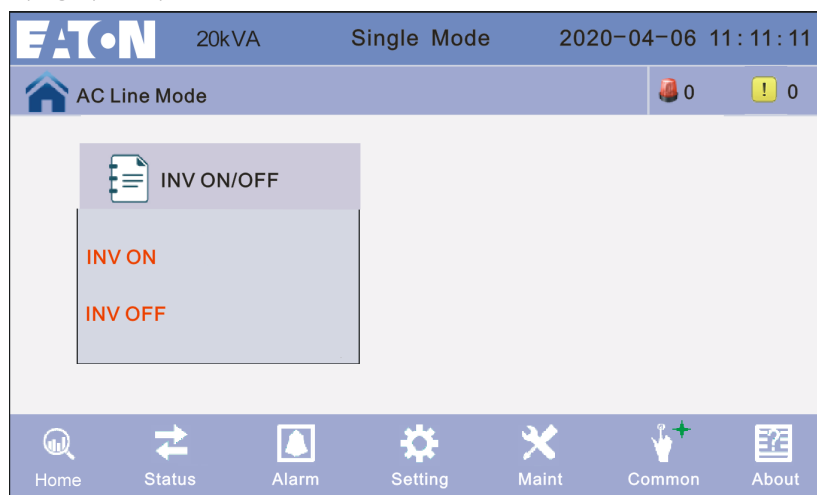 EATON 20kVA Single Mode 2020-04-06 11:11:11
AC Line Mode 0 ! 0
INV ON/OFF
INV ON
INV OFF
Home Status Alarm Setting Maint Common About